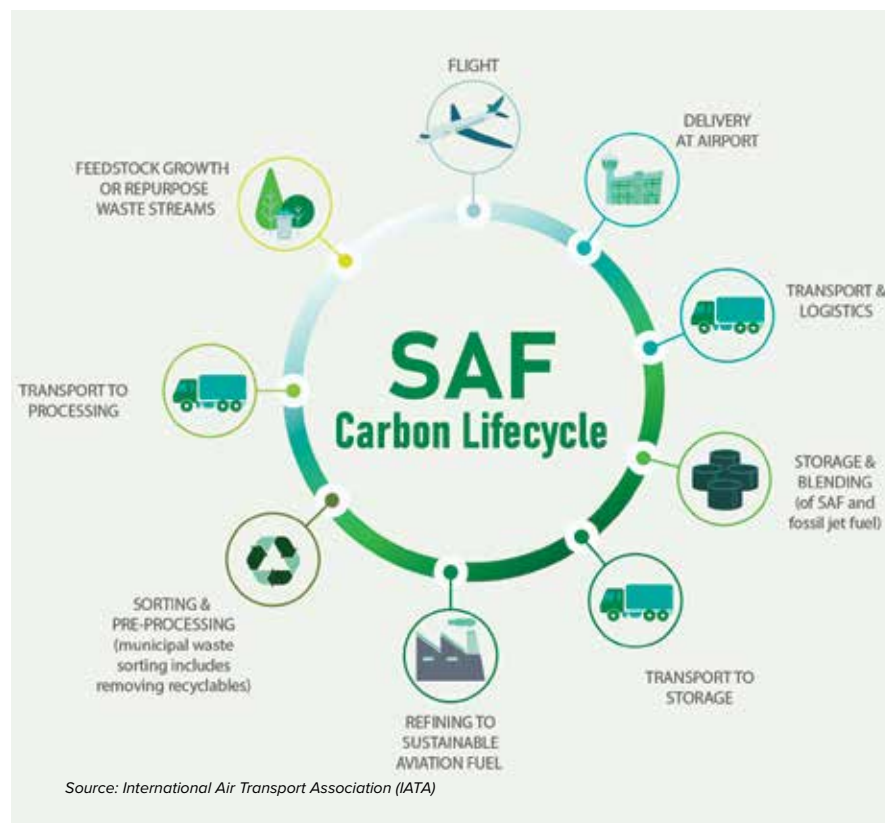 FLIGHT
DELIVERY
AT AIRPORT
FEEDSTOCK GROWTH
OR REPURPOSE
WASTE STREAMS
TRANSPORT &
LOGISTICS
SAF
Carbon Lifecycle
TRANSPORT TO
PROCESSING
STORAGE &
BLENDING
(of SAF and
fossil jet fuel)
SORTING &
PRE-PROCESSING
(municipal waste
sorting includes
removing recyclables)
TRANSPORT TO
STORAGE
REFINING TO
SUSTAINABLE
AVIATION FUEL
Source: International Air Transport Association (IATA)